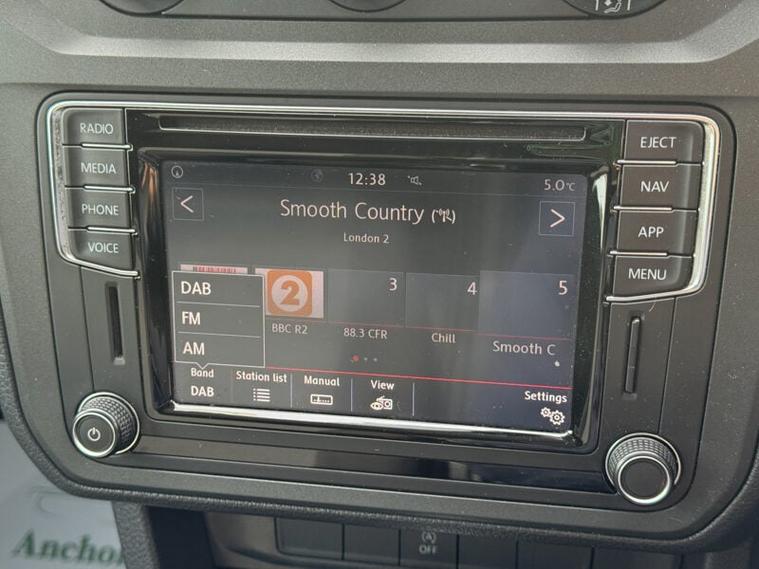 RADIO
MEDIA
PHONE
VOICE
EJECT
NAV
APP
MENU
12:38
5.0°C
<
Smooth Country
>
London 2
2
3
4
5
BBC R2
88.3 CFR
Chill
Smooth C
DAB
FM
AM
Band
DAB
Station list
Manual
View
Settings
A
OFF
Anchor